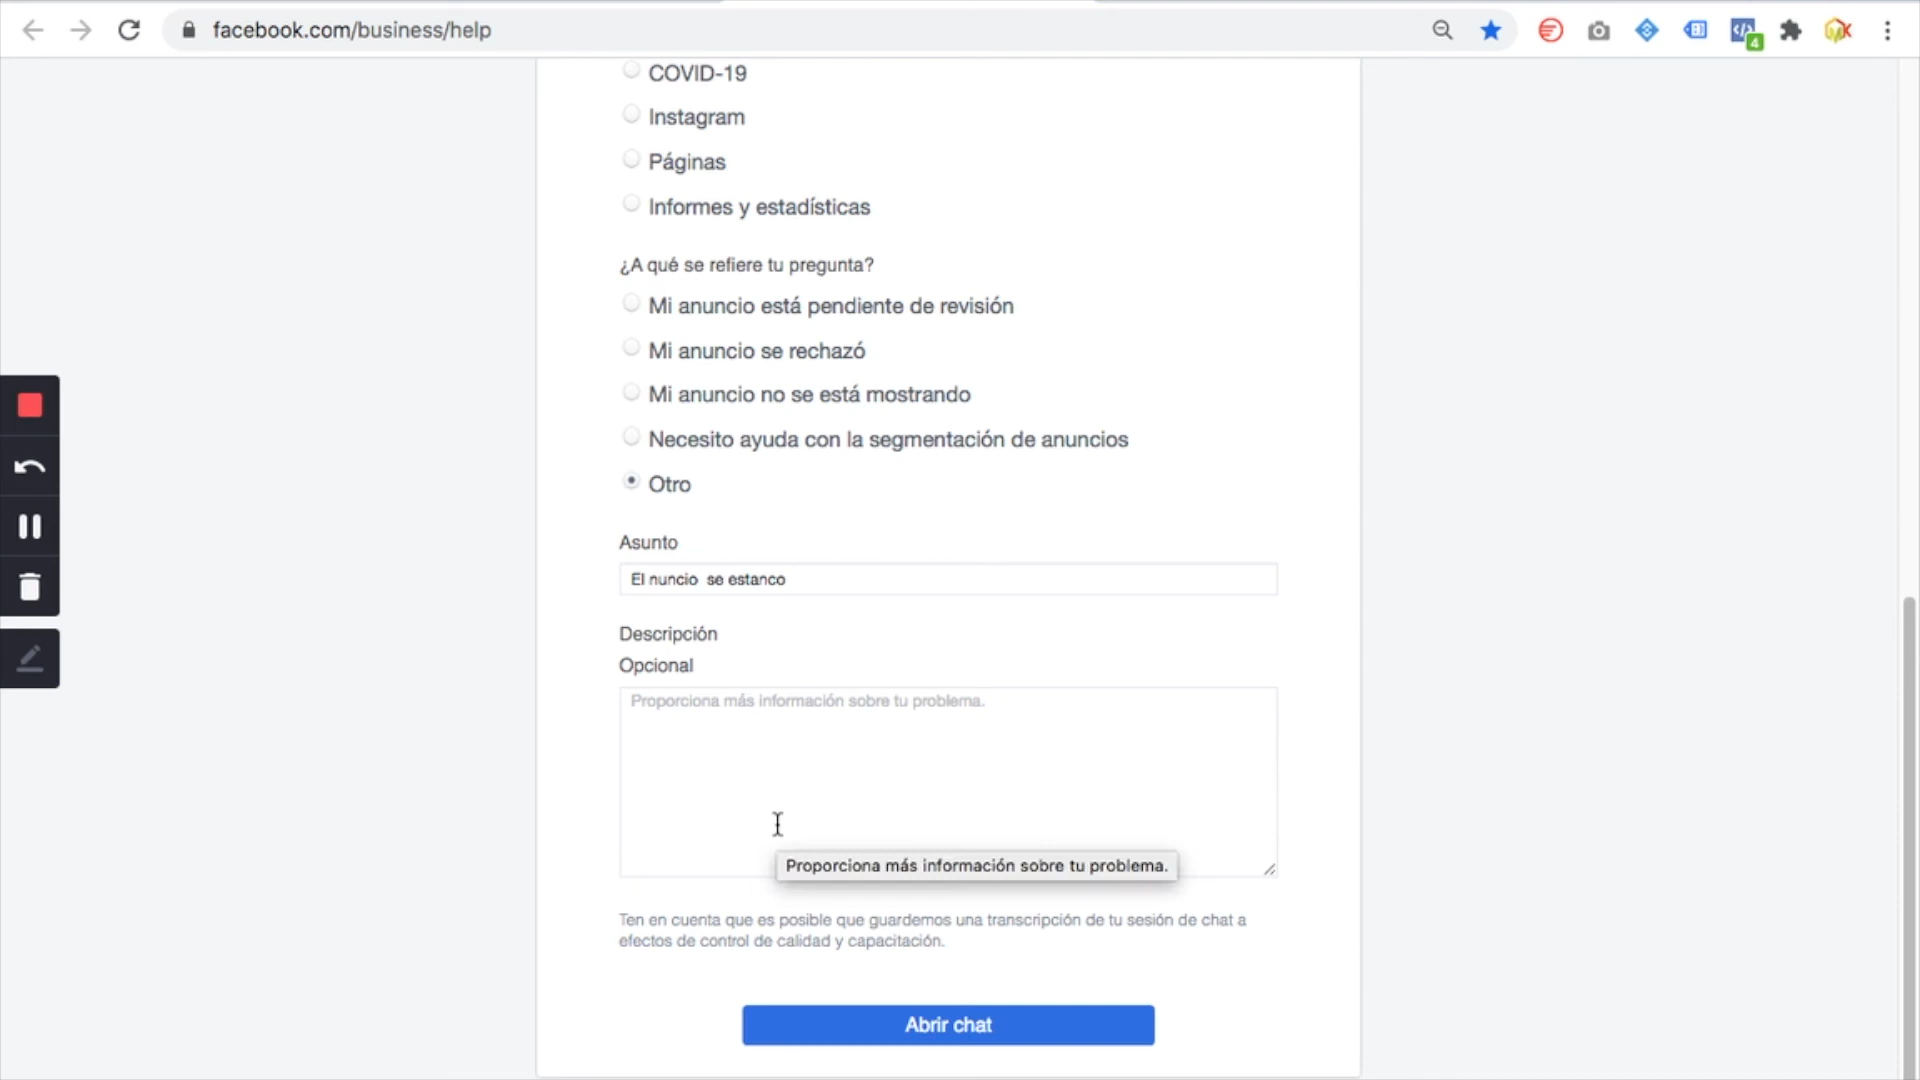 facebook.com/business/help
4
COVID-19
Instagram
Páginas
Informes y estadísticas
¿A qué se refiere tu pregunta?
Mi anuncio está pendiente de revisión
Mi anuncio se rechazó
Mi anuncio no se está mostrando
Necesito ayuda con la segmentación de anuncios
Otro
Asunto
El nuncio  se estanco
Descripción
Opcional
Proporciona más información sobre tu problema.
Proporciona más información sobre tu problema.
Ten en cuenta que es posible que guardemos una transcripción de tu sesión de chat a
efectos de control de calidad y capacitación.
Abrir chat